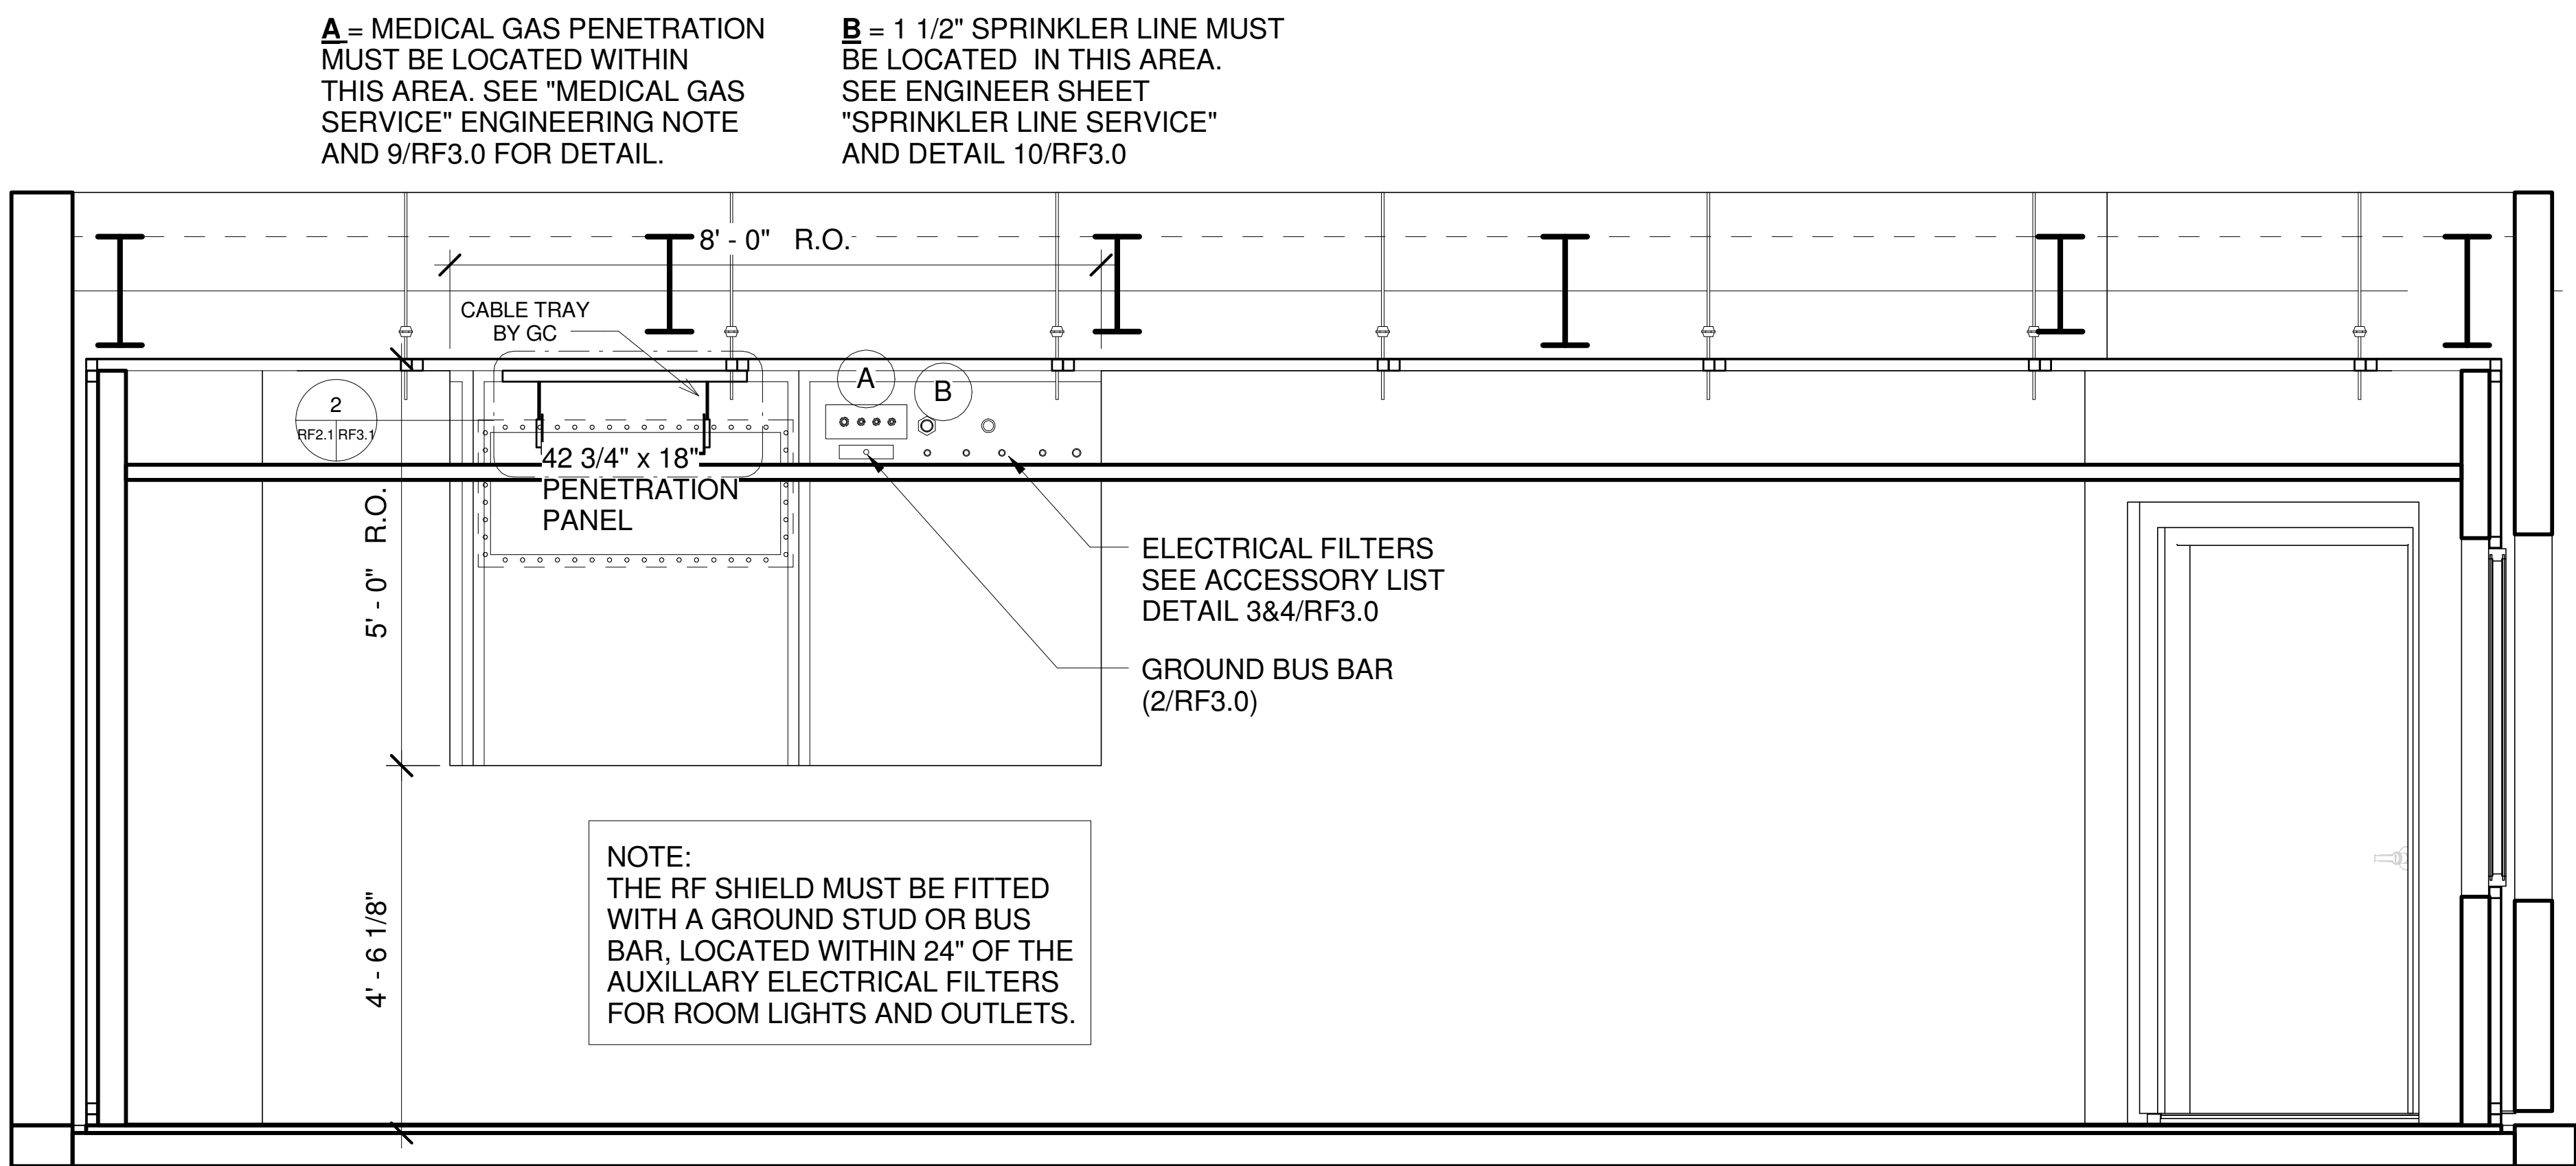 A = MEDICAL GAS PENETRATION
MUST BE LOCATED WITHIN
THIS AREA. SEE "MEDICAL GAS
SERVICE" ENGINEERING NOTE
AND 9/RF3.0 FOR DETAIL.
B = 1 1/2" SPRINKLER LINE MUST
BE LOCATED IN THIS AREA.
SEE ENGINEER SHEET
"SPRINKLER LINE SERVICE"
AND DETAIL 10/RF3.0
8' - 0" R.O.
CABLE TRAY
BY GC
A
B
2
RF2.1 RF3.1
42 3/4" x 18"
PENETRATION
PANEL
5' - 0" R.O.
ELECTRICAL FILTERS
SEE ACCESSORY LIST
DETAIL 3&4/RF3.0
GROUND BUS BAR
(2/RF3.0)
4' - 6 1/8"
NOTE:
THE RF SHIELD MUST BE FITTED
WITH A GROUND STUD OR BUS
BAR, LOCATED WITHIN 24" OF THE
AUXILLARY ELECTRICAL FILTERS
FOR ROOM LIGHTS AND OUTLETS.